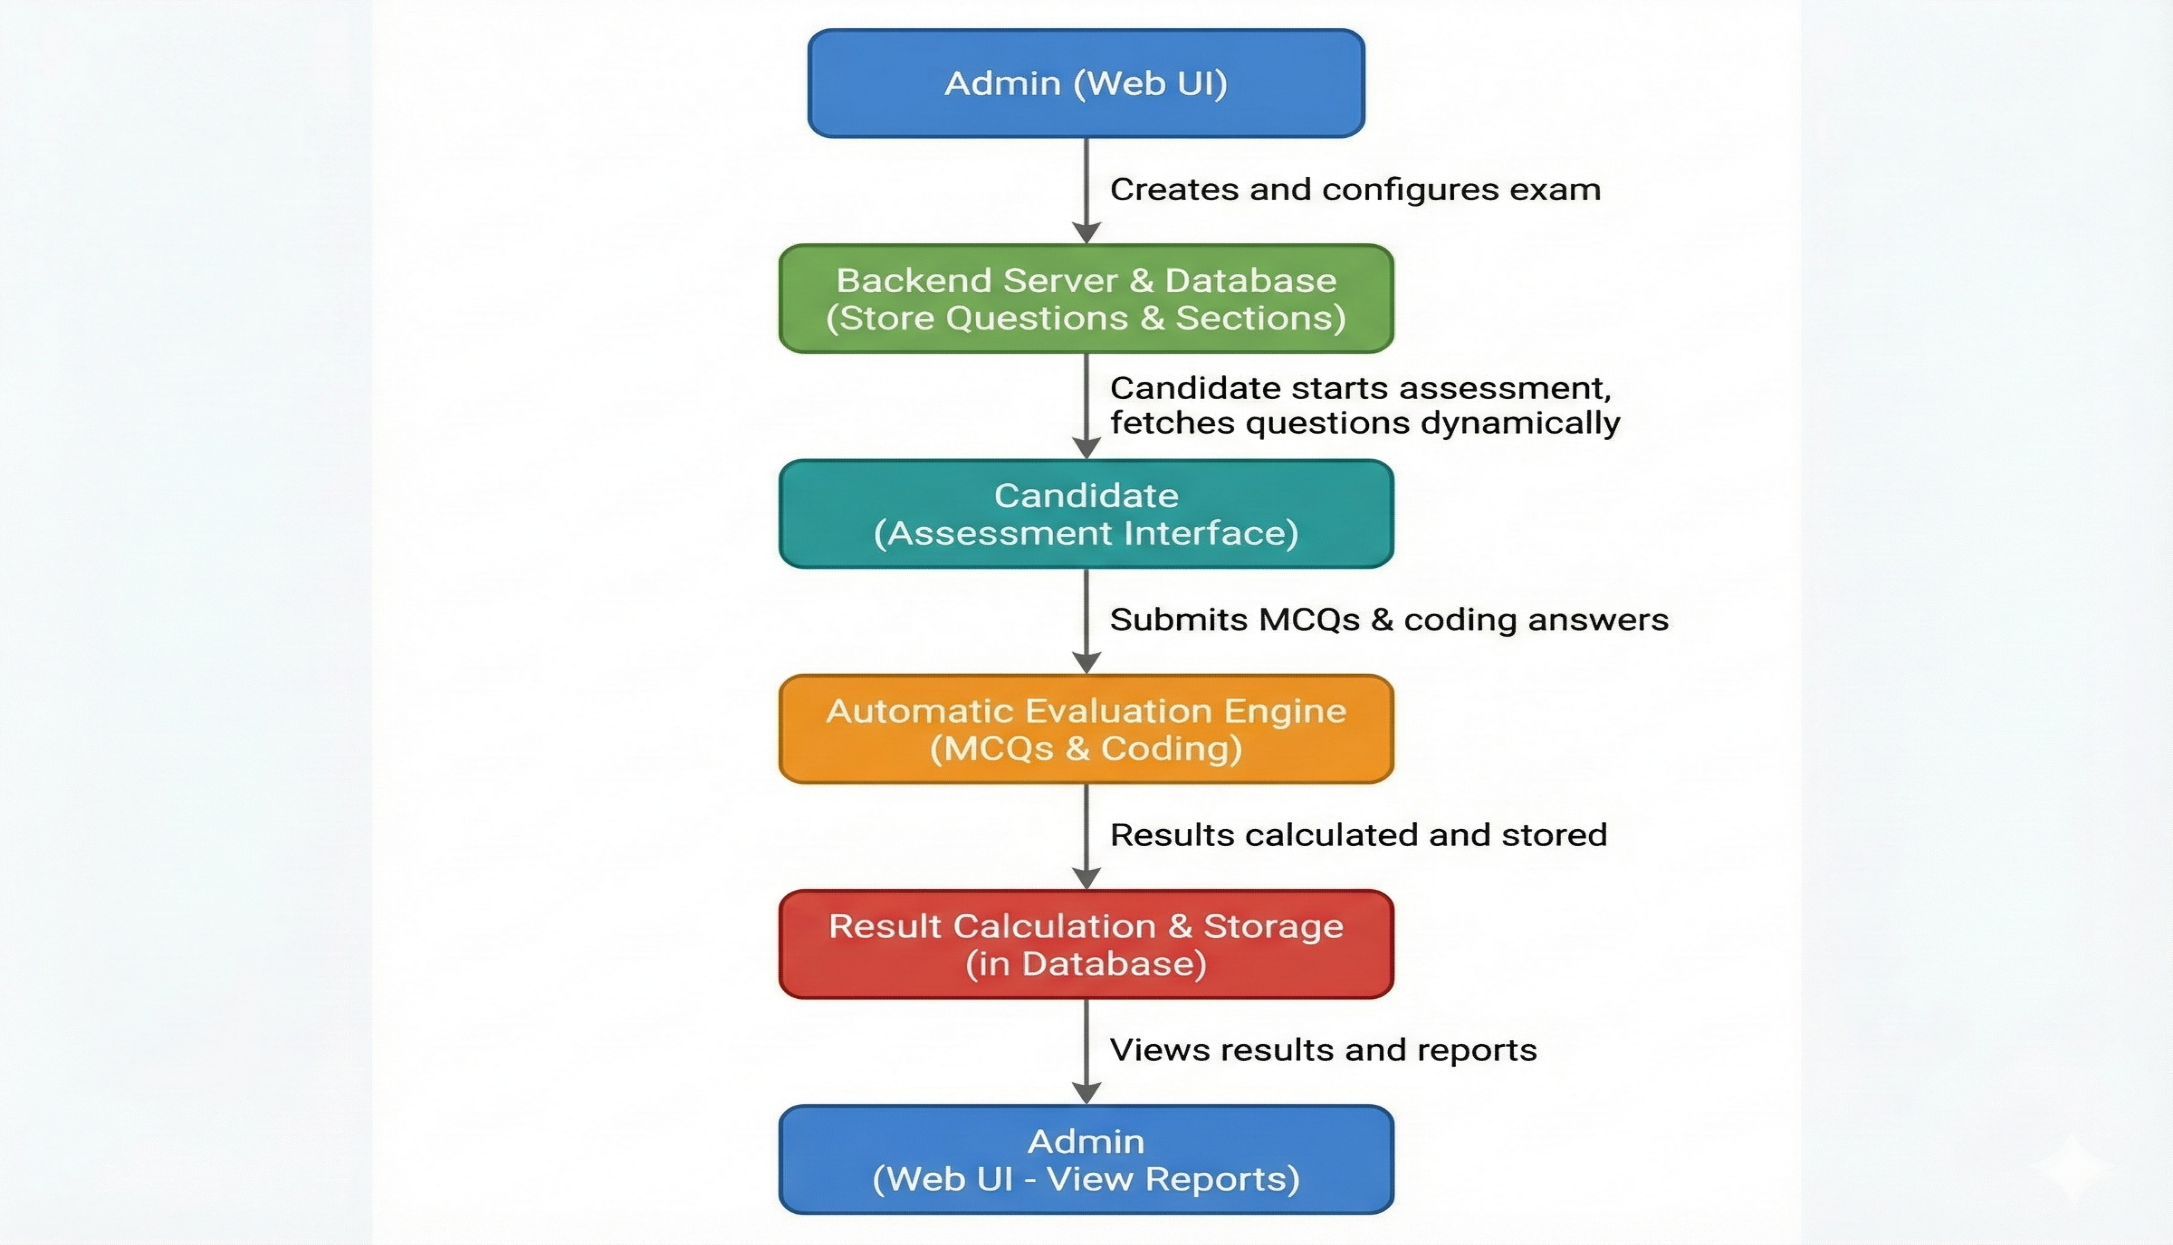 Admin (Web UI)
Creates and configures exam
Backend Server & Database
(Store Questions & Sections)
Candidate starts assessment,
fetches questions dynamically
Candidate
(Assessment Interface)
Submits MCQs & coding answers
Automatic Evaluation Engine
(MCQs & Coding)
Results calculated and stored
Result Calculation & Storage
(in Database)
Views results and reports
Admin
(Web UI - View Reports)